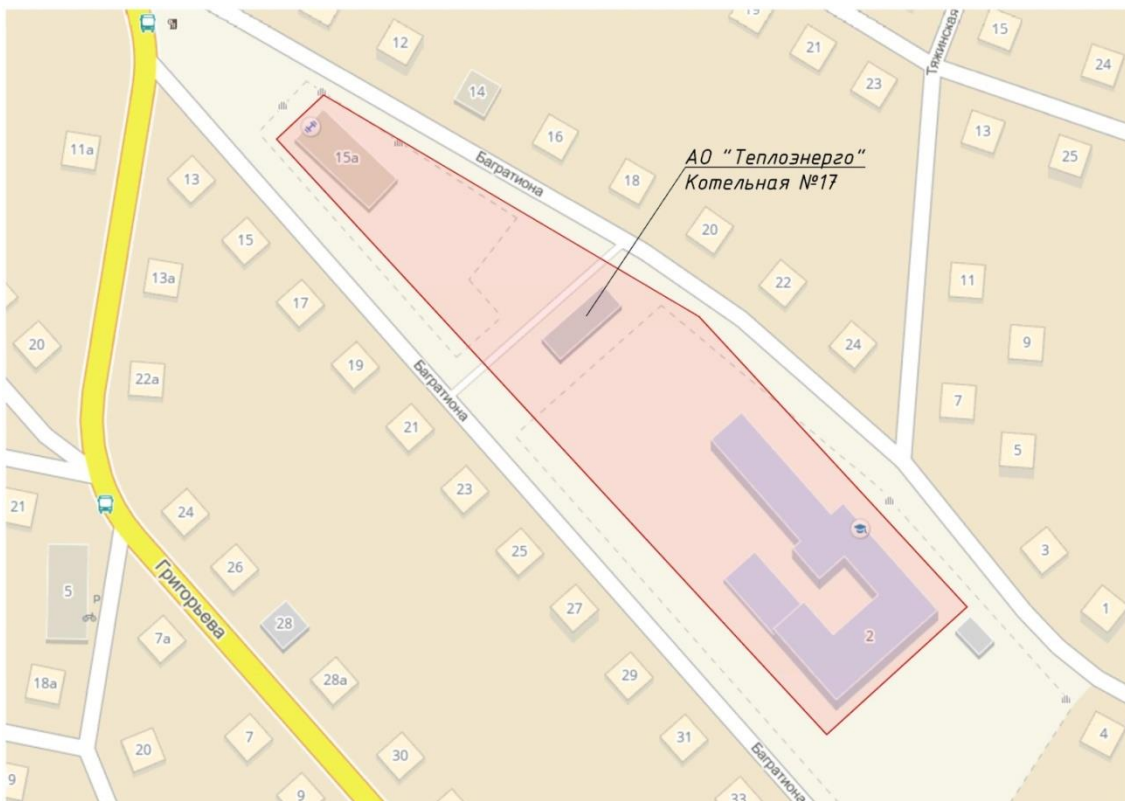 19
15
12
21
24
Тяжинская
14
23
11а
15а
16
13
13
25
Багратиона
АО "Теплоэнерго"
Котельная №17
18
15
20
13а
17
22
11
20
24
9
19
22а
Багратиона
7
21
5
23
21
24
25
3
26
Григорьева
5
Р
27
1
28
7а
2
29
18а
28а
31
4
7
20
30
Багратиона
9
9
33